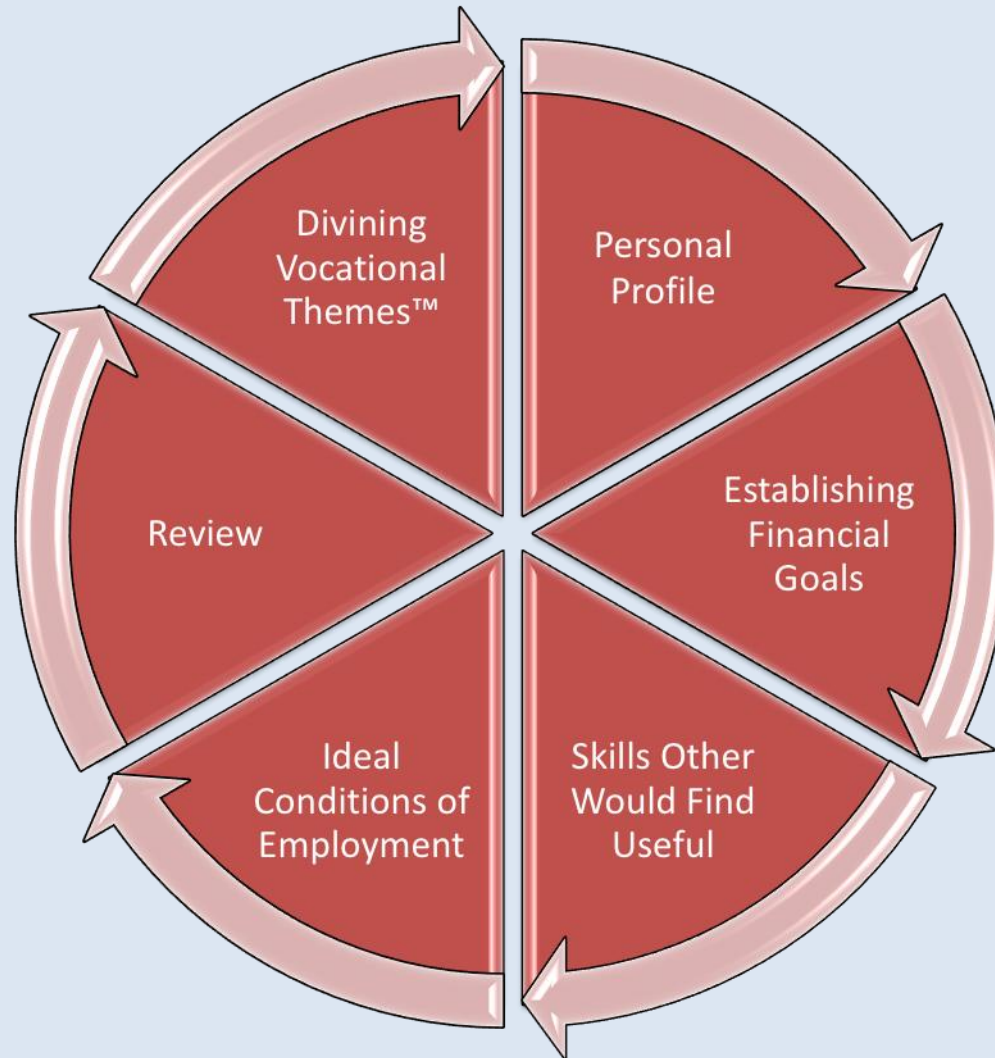 Divining
Vocational
Themes™
Personal
Profile
Establishing
Financial
Goals
Skills Other
Would Find
Useful
Ideal
Conditions of
Employment
Review